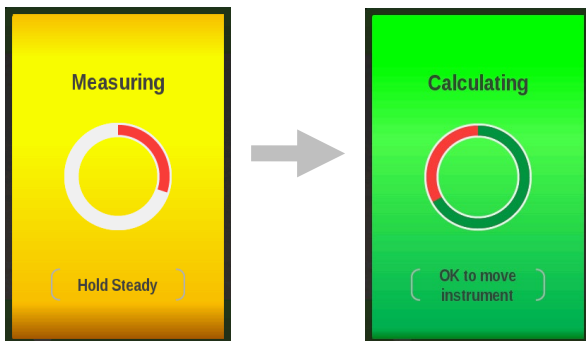 Measuring
Hold Steady
Calculating
OK to move
instrument